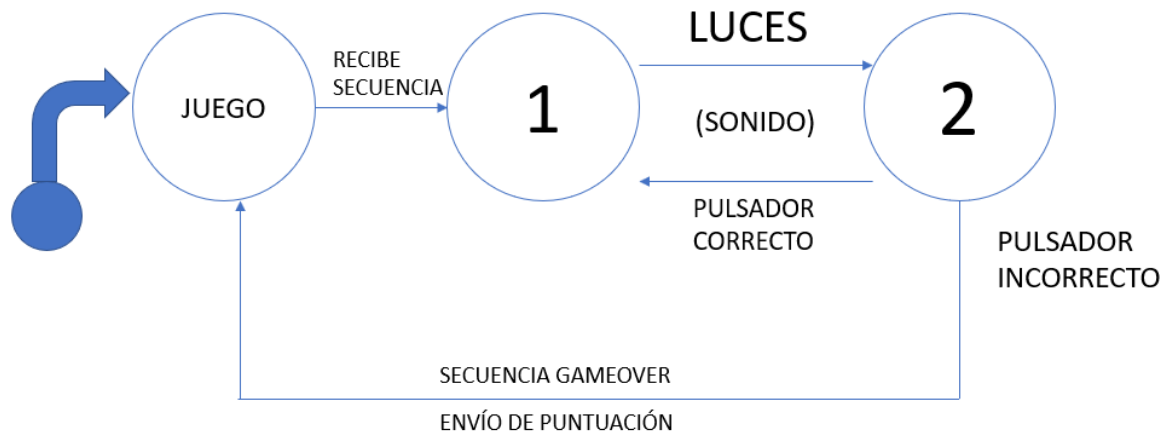 JUEGO
RECIBE
SECUENCIA
1
LUCES
(SONIDO)
2
PULSADOR
CORRECTO
PULSADOR
INCORRECTO
SECUENCIA GAMEOVER
ENVÍO DE PUNTUACIÓN